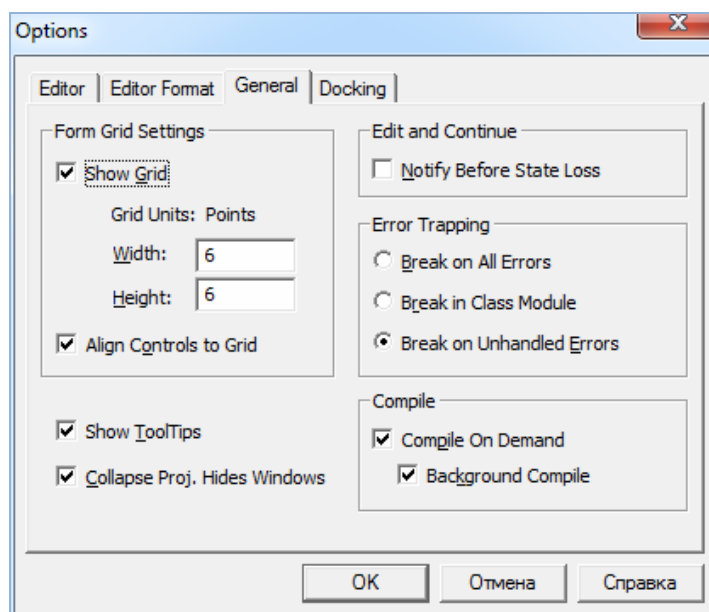 Options
Editor
Editor Format
General
Docking
Form Grid Settings
Show Grid
Grid Units: Points
Width: 6
Height: 6
Align Controls to Grid
Show ToolTips
Collapse Proj. Hides Windows
Edit and Continue
Notify Before State Loss
Error Trapping
Break on All Errors
Break in Class Module
Break on Unhandled Errors
Compile
Compile On Demand
Background Compile
OK
Отмена
Справка